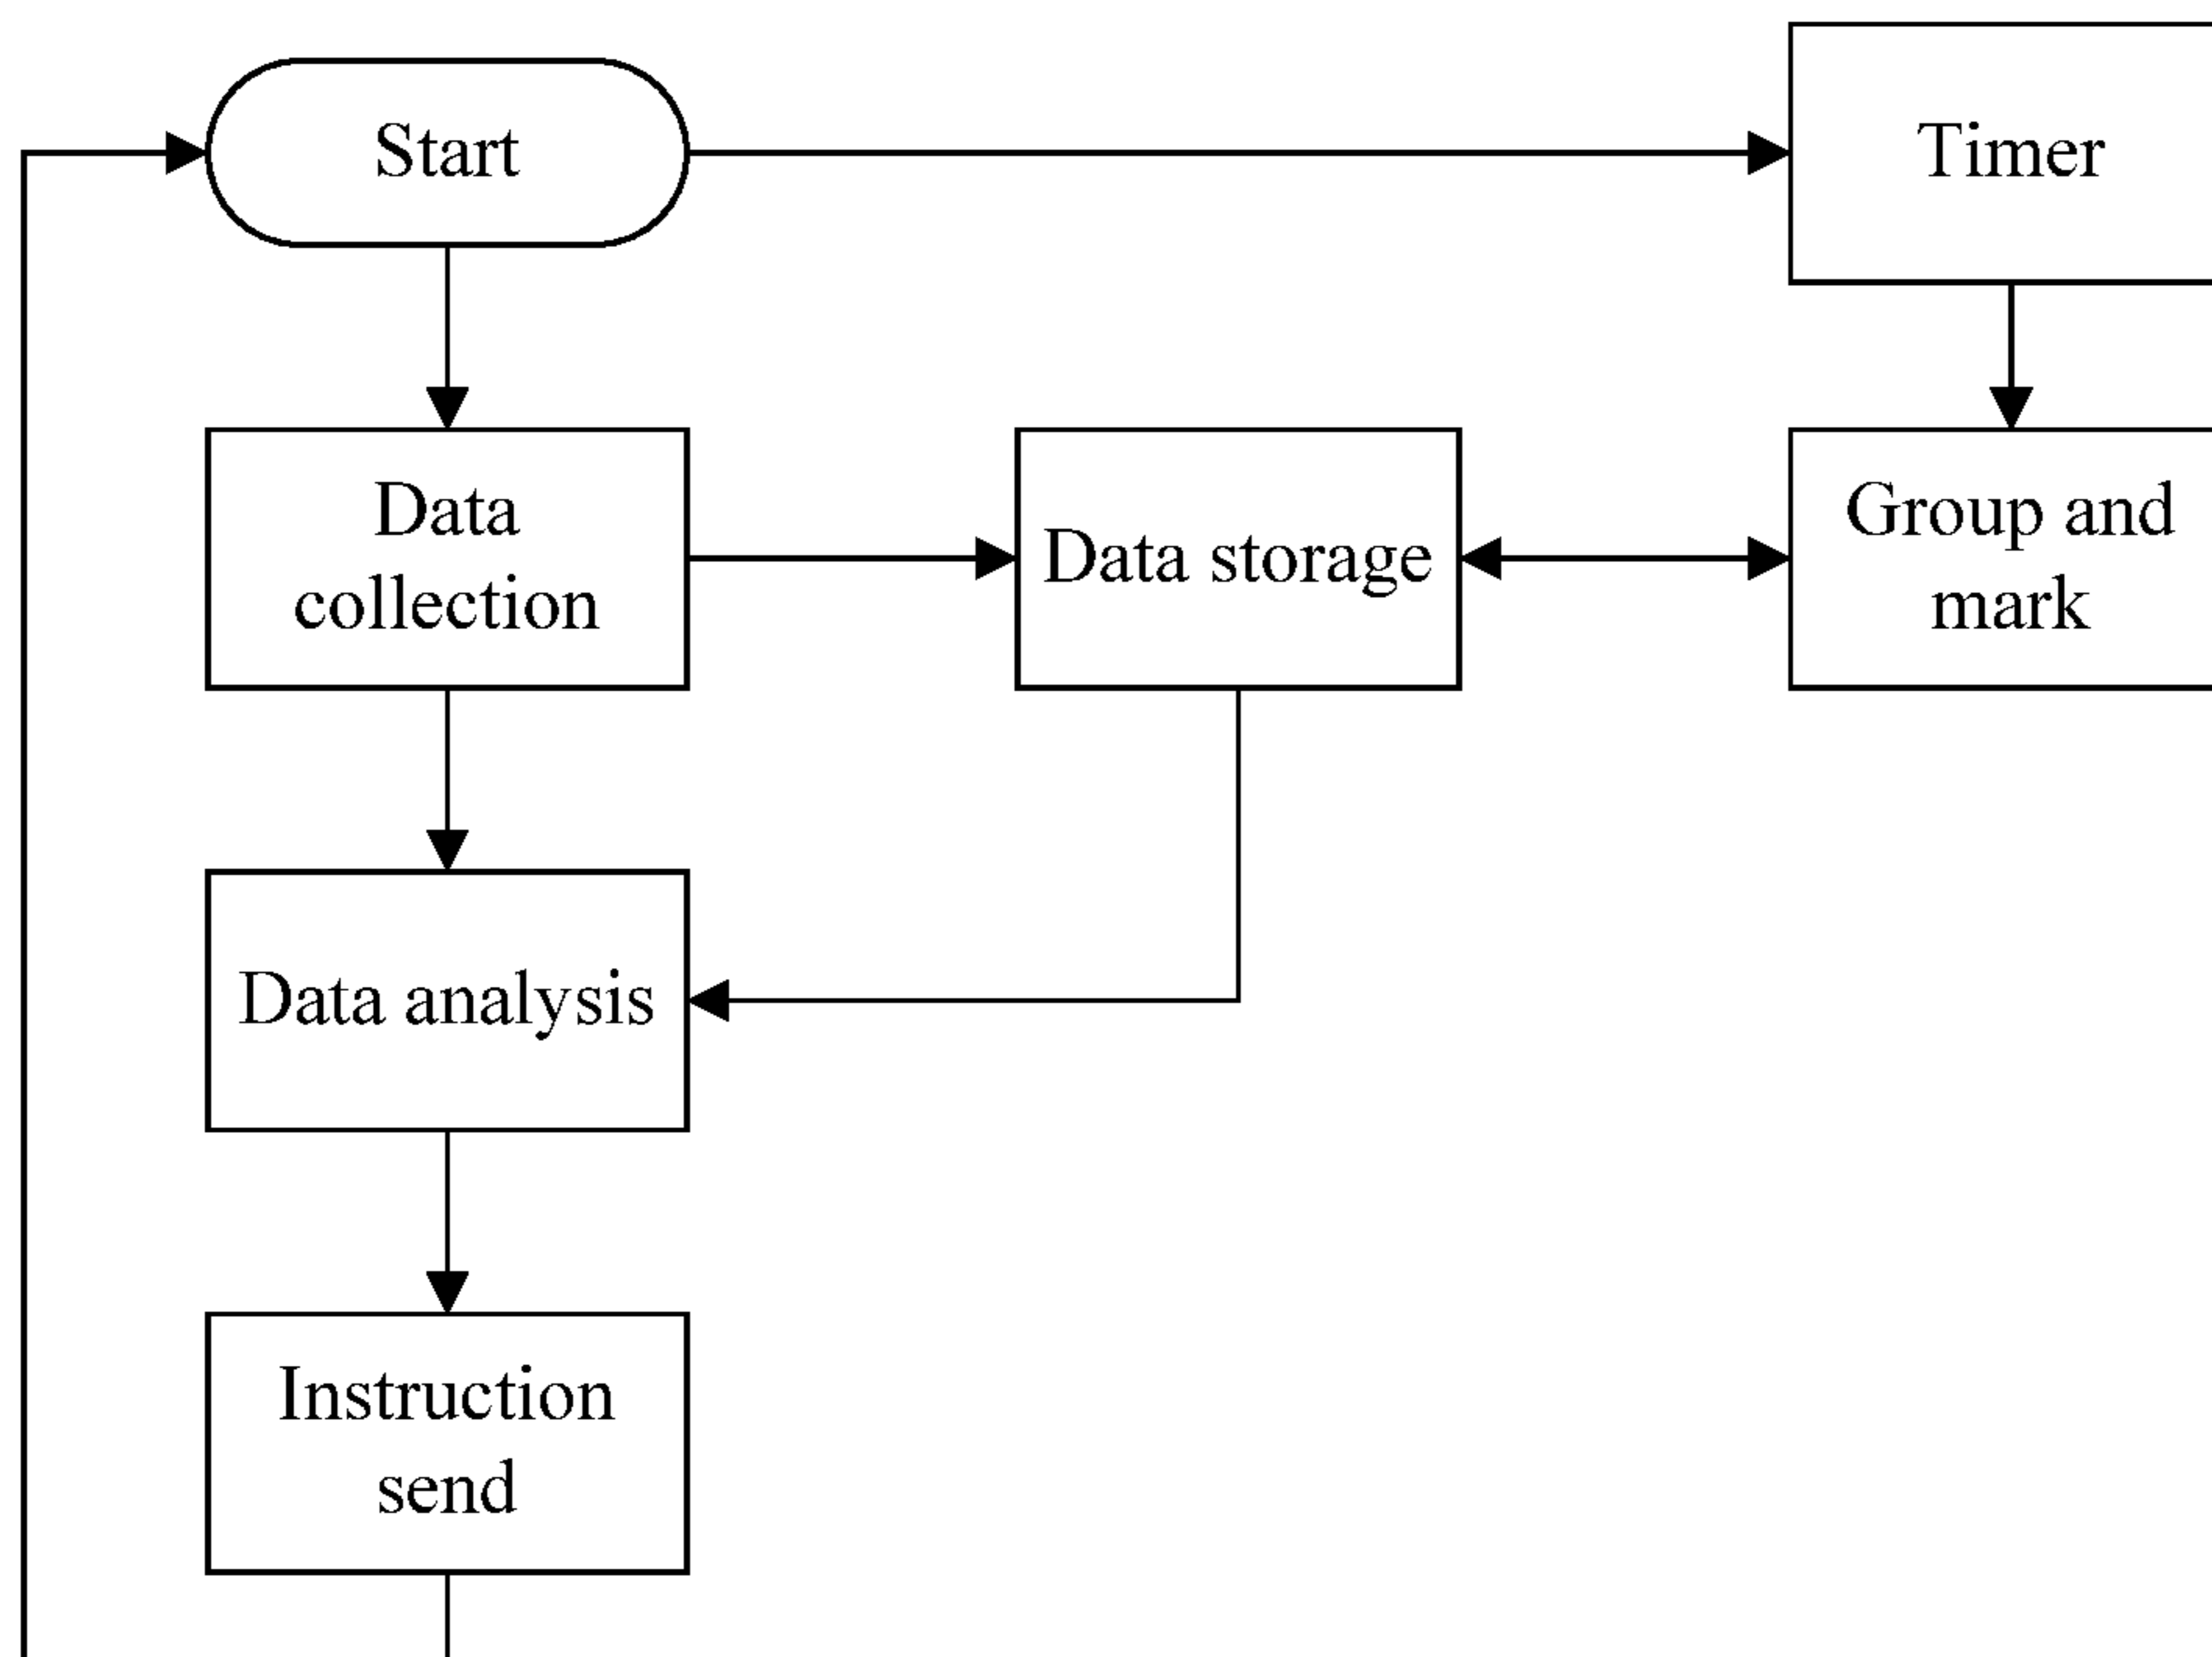 Start
Timer
Data
collection
Data storage
Group and
mark
Data analysis
Instruction
send